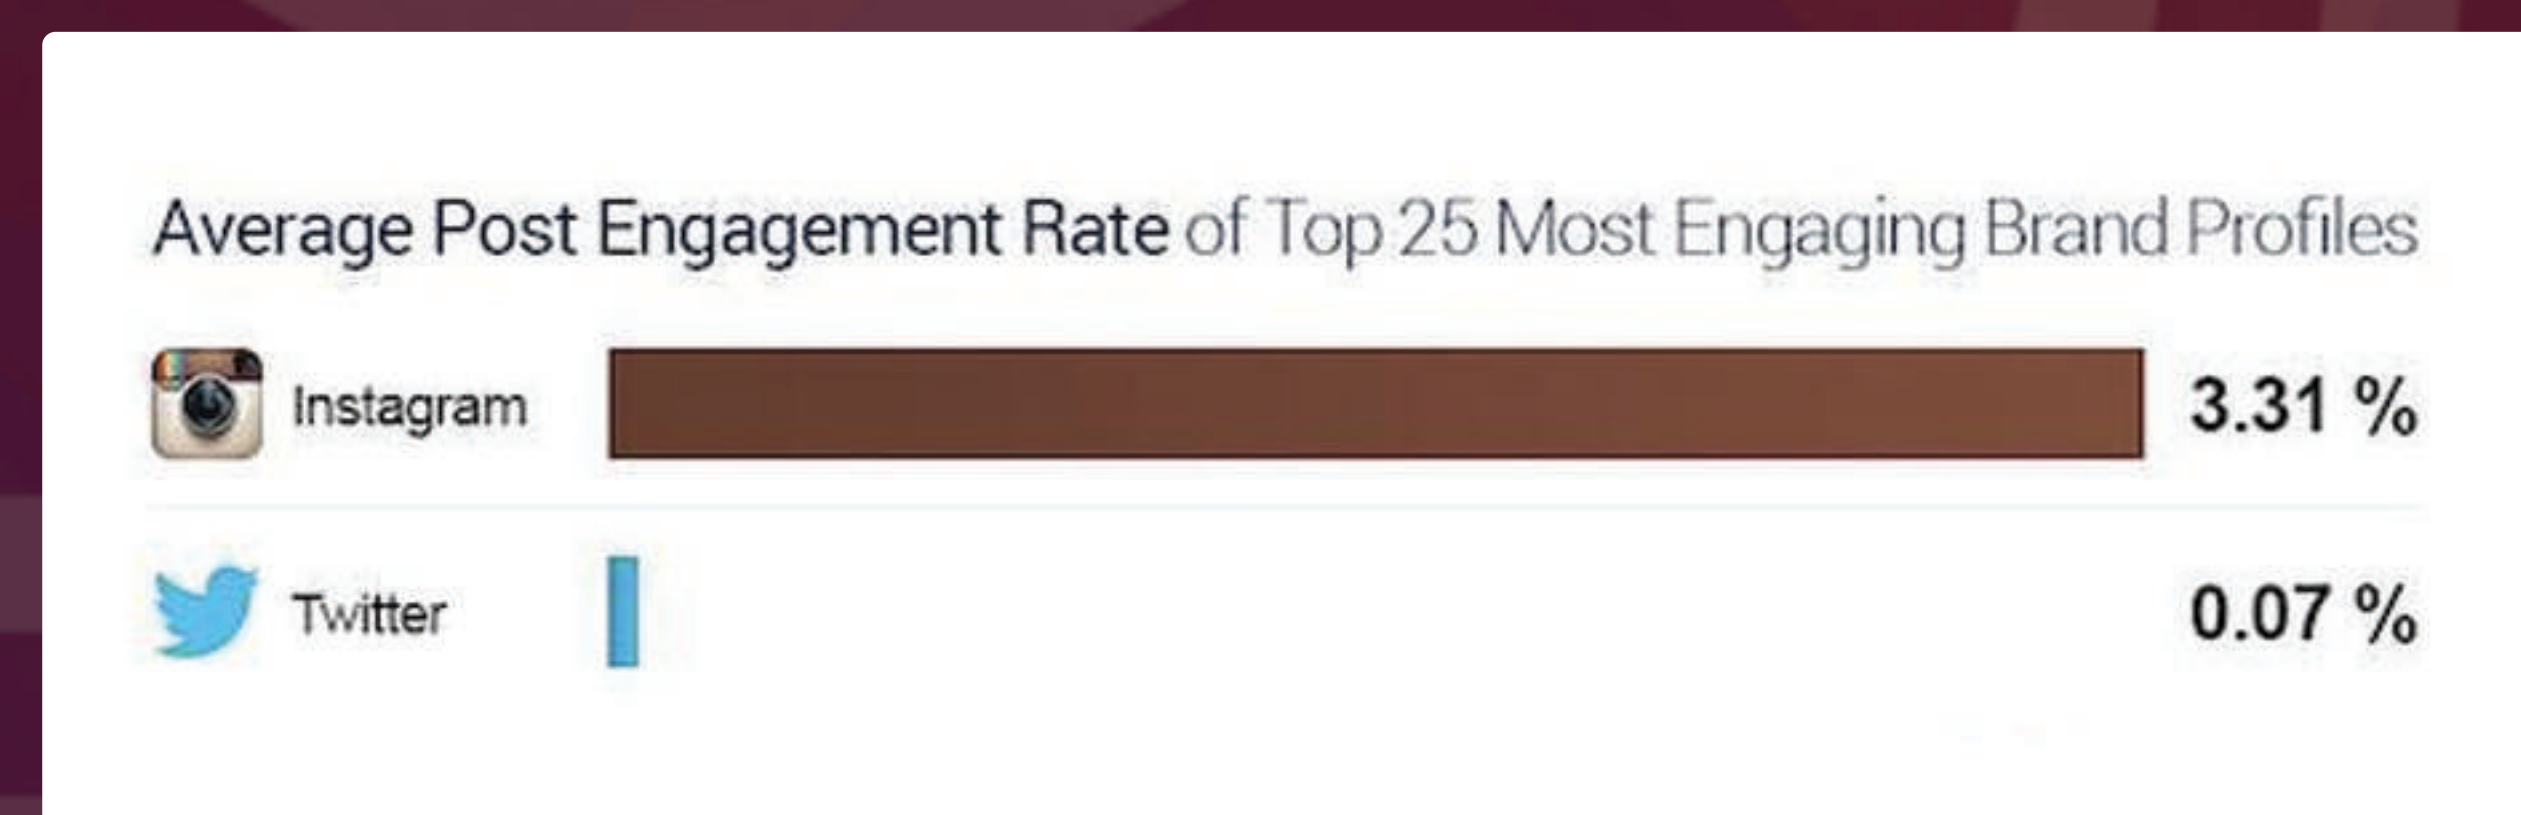 Average Post Engagement Rate of Top 25 Most Engaging Brand Profiles
Instagram 3.31 %
Twitter 0.07 %